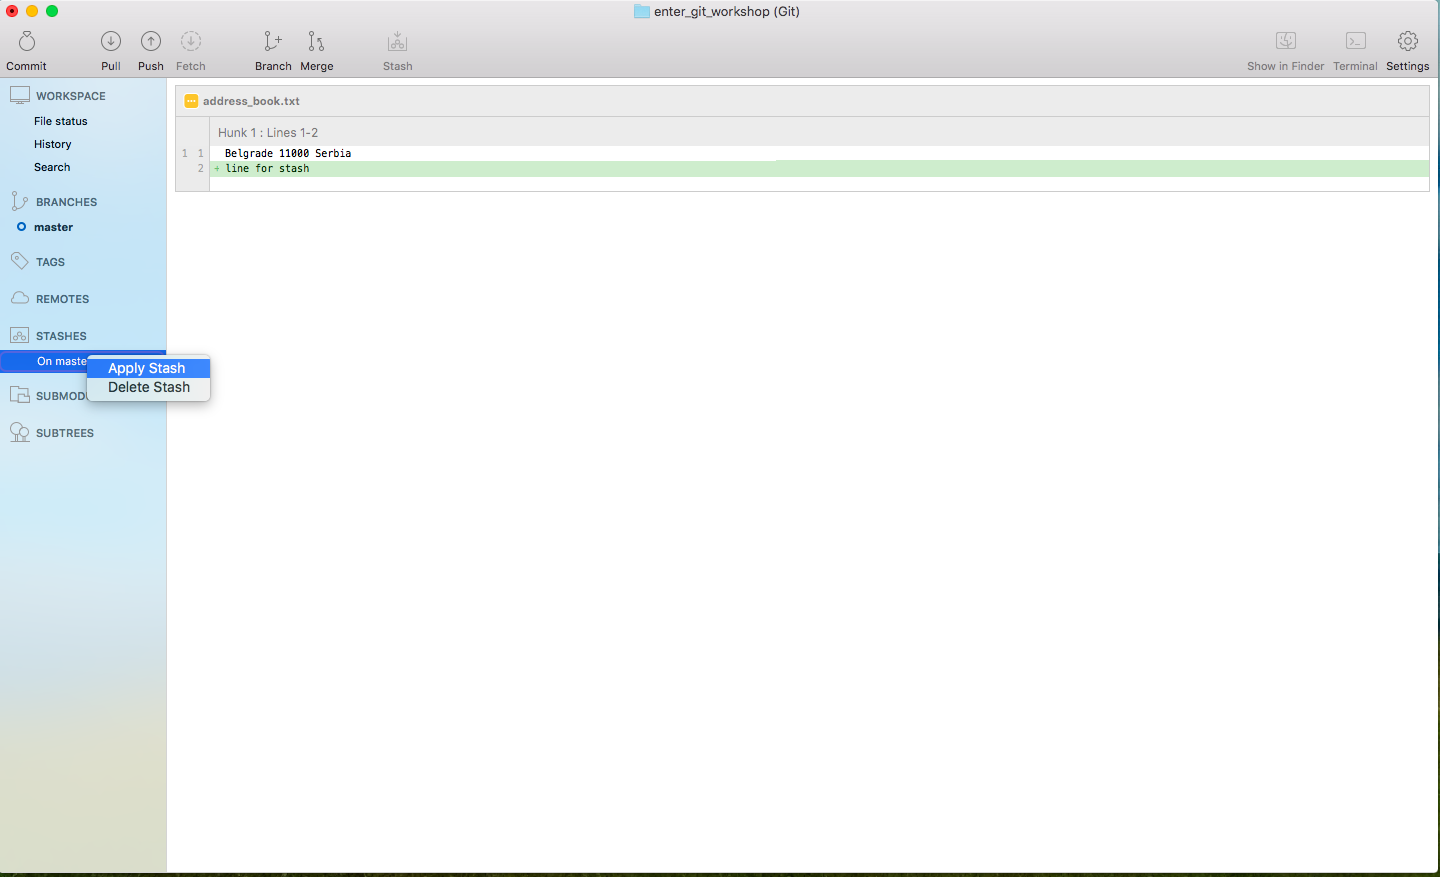 enter_git_workshop (Git)
Commit Pull Push Fetch Branch Merge Stash Show in Finder Terminal Settings
WORKSPACE
File status
History
Search
BRANCHES
master
TAGS
REMOTES
STASHES
On maste
Apply Stash
Delete Stash
SUBMOD
SUBTREES
address_book.txt
Hunk 1 : Lines 1-2
1 1 Belgrade 11000 Serbia
2 + line for stash